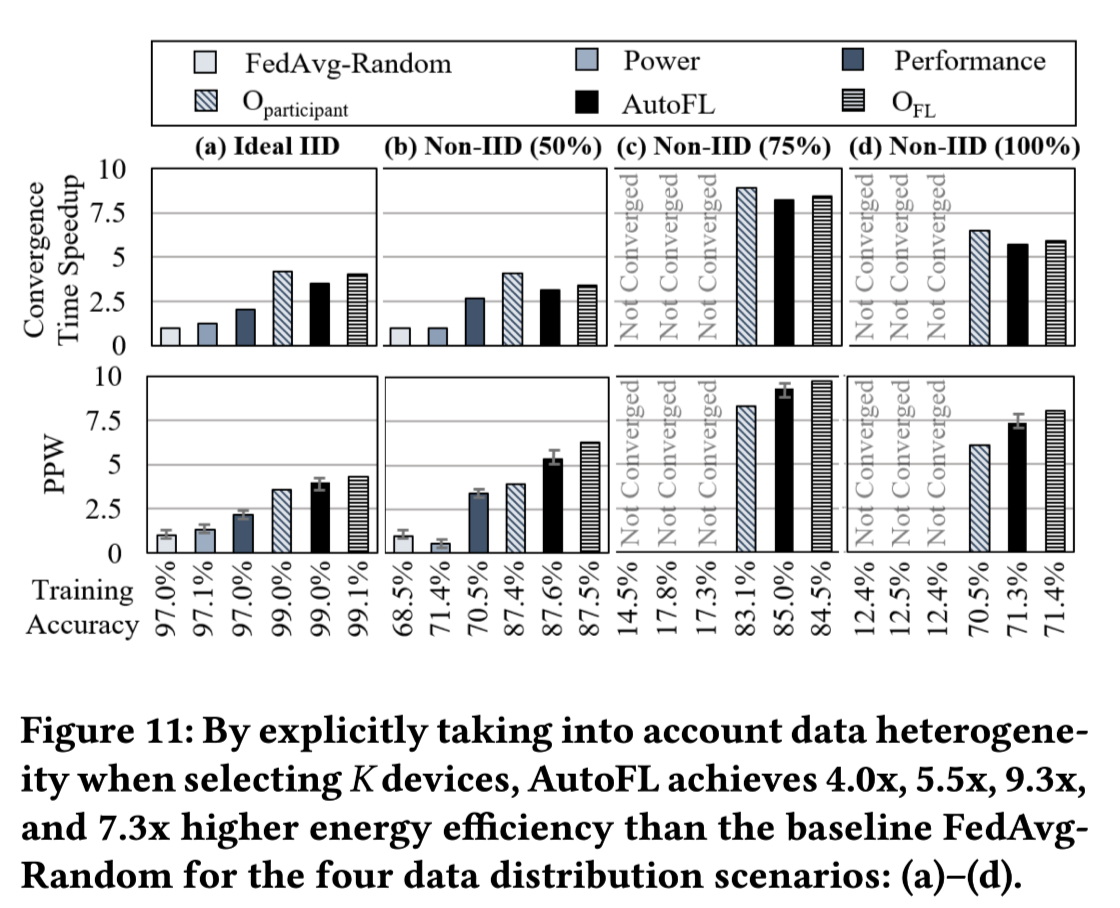 FedAvg-Random Power Performance
O_participant AutoFL O_FL
(a) Ideal IID (b) Non-IID (50%) (c) Non-IID (75%) (d) Non-IID (100%)
Convergence
Time Speedup
10
7.5
5
2.5
0
Not Converged Not Converged Not Converged
Not Converged Not Converged Not Converged
PPW
10
7.5
5
2.5
0
Not Converged Not Converged Not Converged
Not Converged Not Converged Not Converged
Training
Accuracy
97.0% 97.1% 97.0% 99.0% 99.0% 99.1% 68.5% 71.4% 70.5% 87.4% 87.6% 87.5% 14.5% 17.8% 17.3% 83.1% 85.0% 84.5% 12.4% 12.5% 12.4% 70.5% 71.3% 71.4%
Figure 11: By explicitly taking into account data heterogene-
ity when selecting K devices, AutoFL achieves 4.0x, 5.5x, 9.3x,
and 7.3x higher energy efficiency than the baseline FedAvg-
Random for the four data distribution scenarios: (a)–(d).